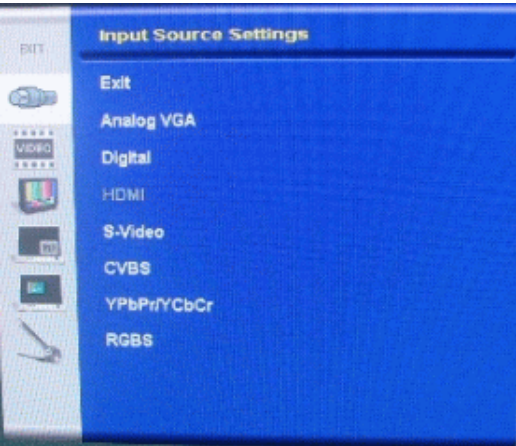 Input Source Settings
EXIT
Exit
Analog VGA
Digital
HDMI
VIDEO
S-Video
CVBS
YPbPr/YCbCr
RGBS